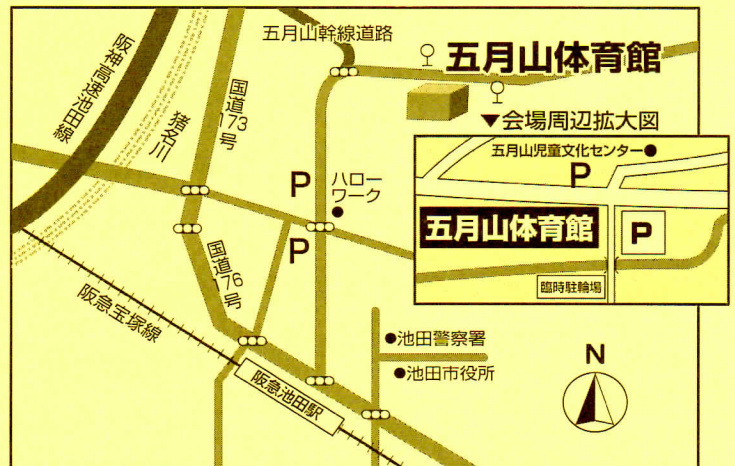 五月山幹線道路
五月山体育館
阪神高速池田線
国道173号
猪名川
▼会場周辺拡大図
五月山児童文化センター
P
P
ハロー
ワーク
五月山体育館
P
P
国道176号
臨時駐輪場
阪急宝塚線
池田警察署
池田市役所
N
阪急池田駅